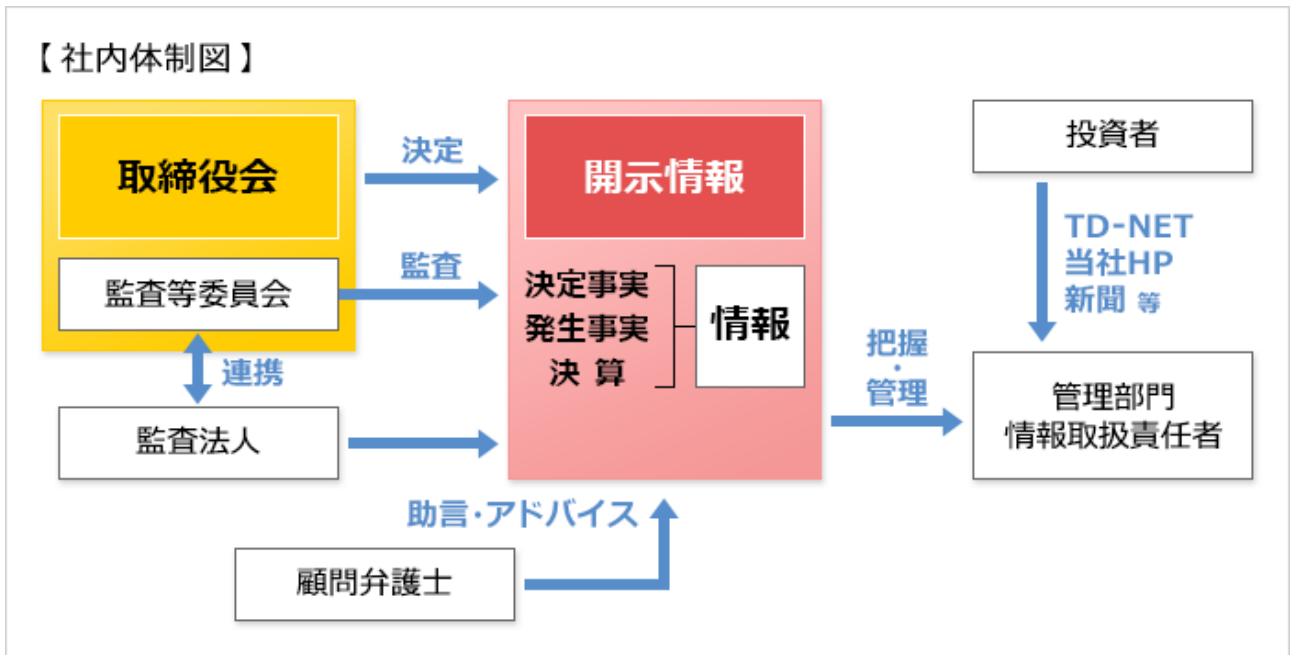 【 社内体制図 】
取締役会
監査等委員会
連携
監査法人
決定
監査
開示情報
決定事実
発生事実
決 算
情報
助言・アドバイス
顧問弁護士
把握
・
管理
投資者
TD-NET
当社HP
新聞 等
管理部門
情報取扱責任者